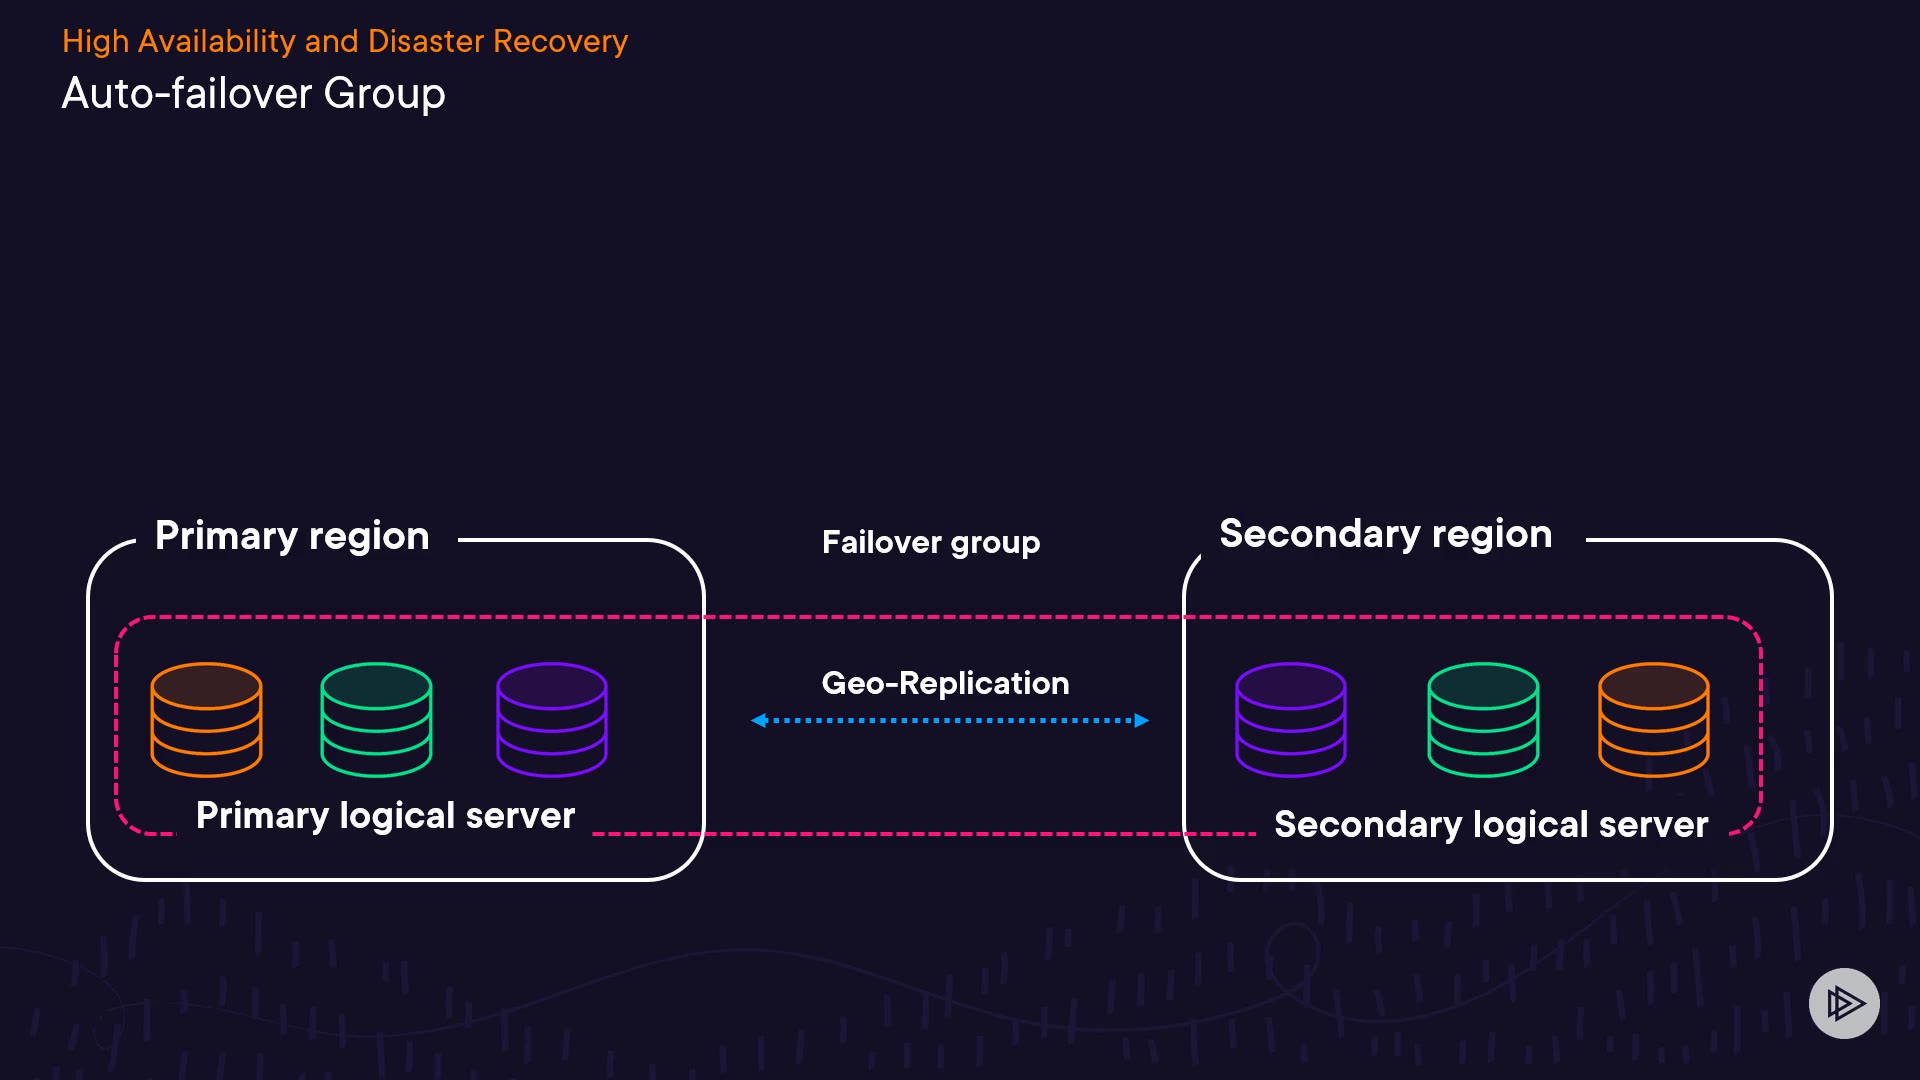 High Availability and Disaster Recovery
Auto-failover Group
Primary region
Failover group
Secondary region
Geo-Replication
Primary logical server
Secondary logical server